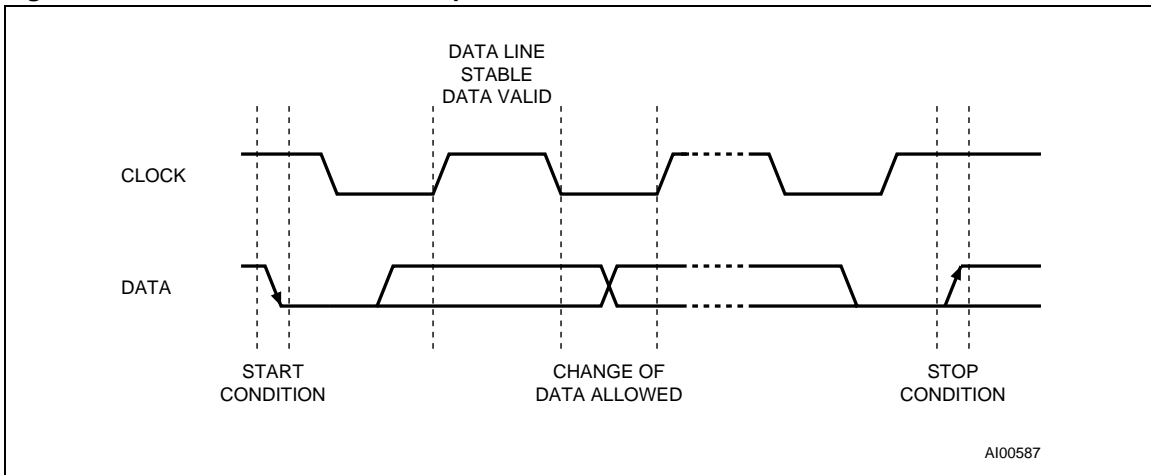 DATA LINE
STABLE
DATA VALID
CLOCK
DATA
START
CONDITION
CHANGE OF
DATA ALLOWED
STOP
CONDITION
AI00587